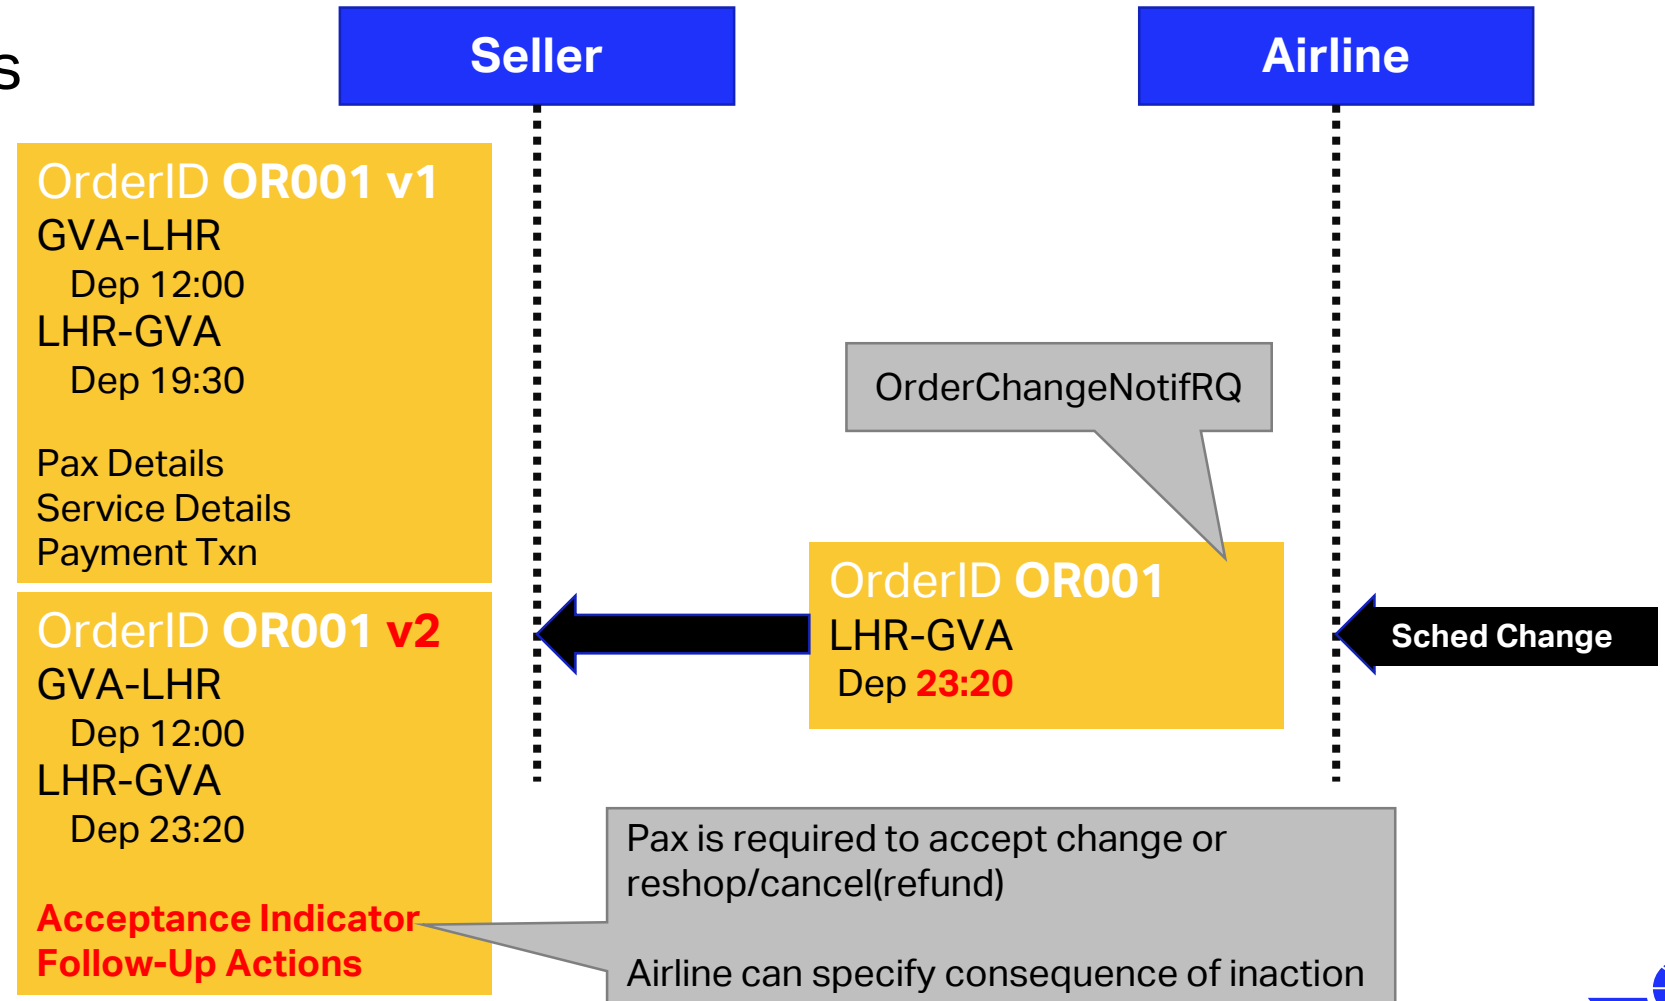 s
Seller
Airline
OrderID OR001 v1
GVA-LHR
Dep 12:00
LHR-GVA
Dep 19:30
Pax Details
Service Details
Payment Txn
OrderChangeNotifRQ
OrderID OR001
LHR-GVA
Dep 23:20
Sched Change
OrderID OR001 v2
GVA-LHR
Dep 12:00
LHR-GVA
Dep 23:20
Acceptance Indicator
Follow-Up Actions
Pax is required to accept change or
reshop/cancel(refund)
Airline can specify consequence of inaction